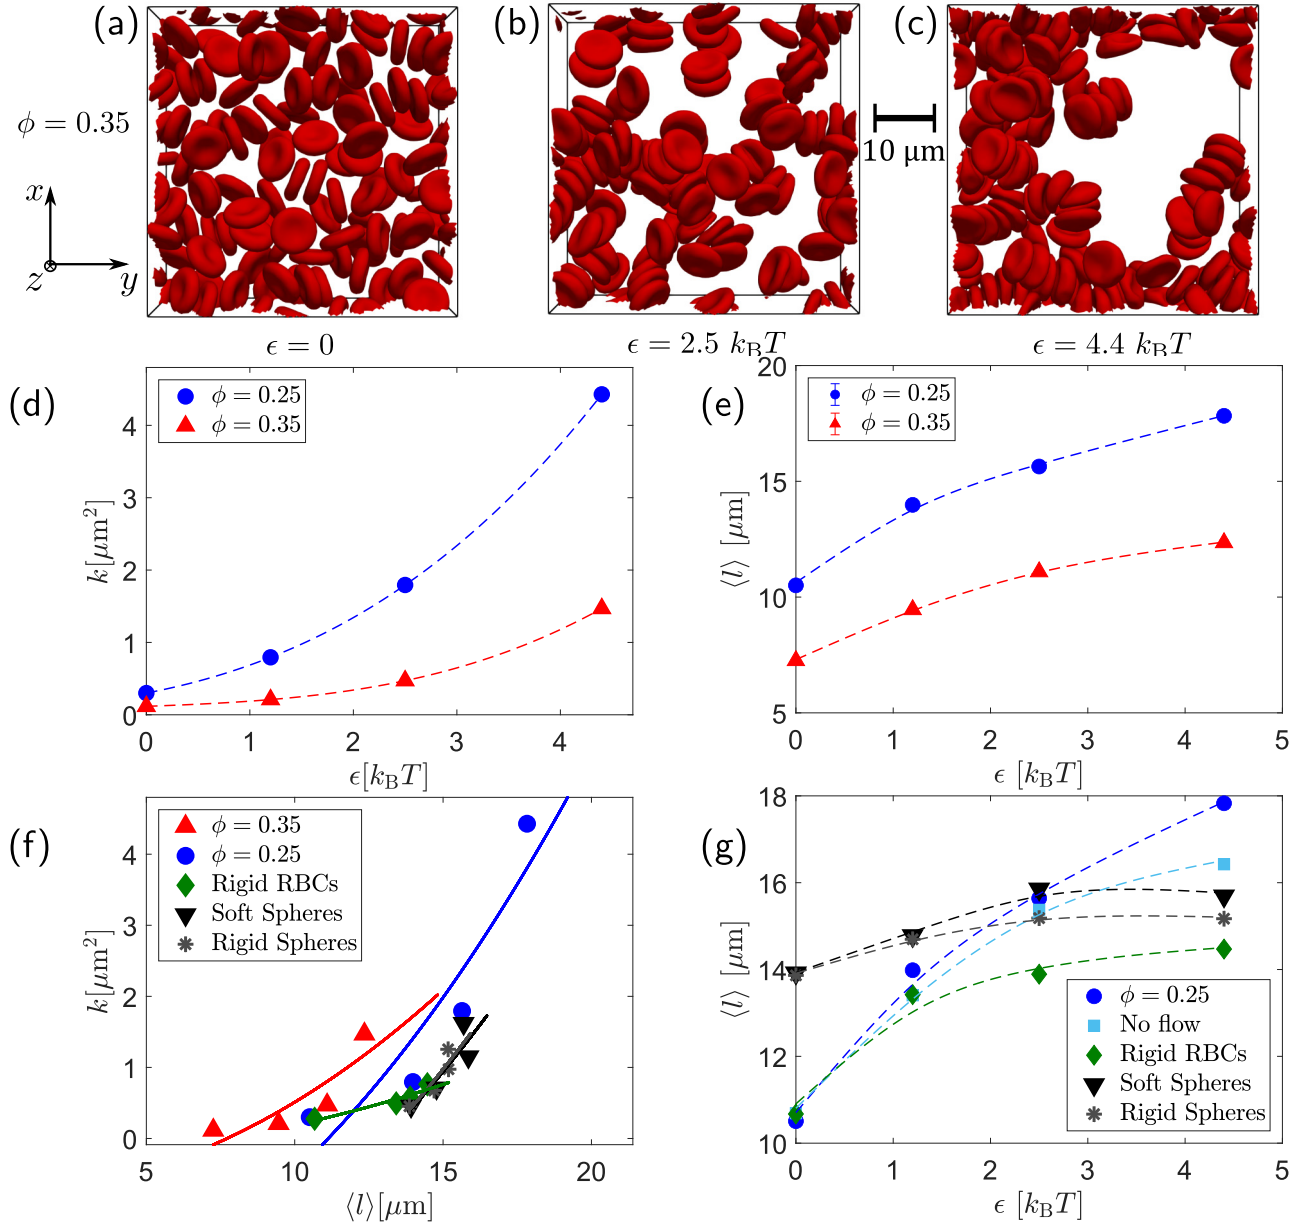 (a)
(b)
(c)
ϕ = 0.35
10 μm
x
z
y
ϵ = 0
ϵ = 2.5 k_BT
ϵ = 4.4 k_BT
(d)
ϕ = 0.25
ϕ = 0.35
k[μm²]
4
3
2
1
0
0 1 2 3 4
ϵ[k_BT]
(e)
ϕ = 0.25
ϕ = 0.35
⟨l⟩ [μm]
20
15
10
5
0 1 2 3 4 5
ϵ [k_BT]
(f)
ϕ = 0.35
ϕ = 0.25
Rigid RBCs
Soft Spheres
Rigid Spheres
k[μm²]
4
3
2
1
0
5 10 15 20
⟨l⟩[μm]
(g)
⟨l⟩ [μm]
18
16
14
12
10
ϕ = 0.25
No flow
Rigid RBCs
Soft Spheres
Rigid Spheres
0 1 2 3 4 5
ϵ [k_BT]